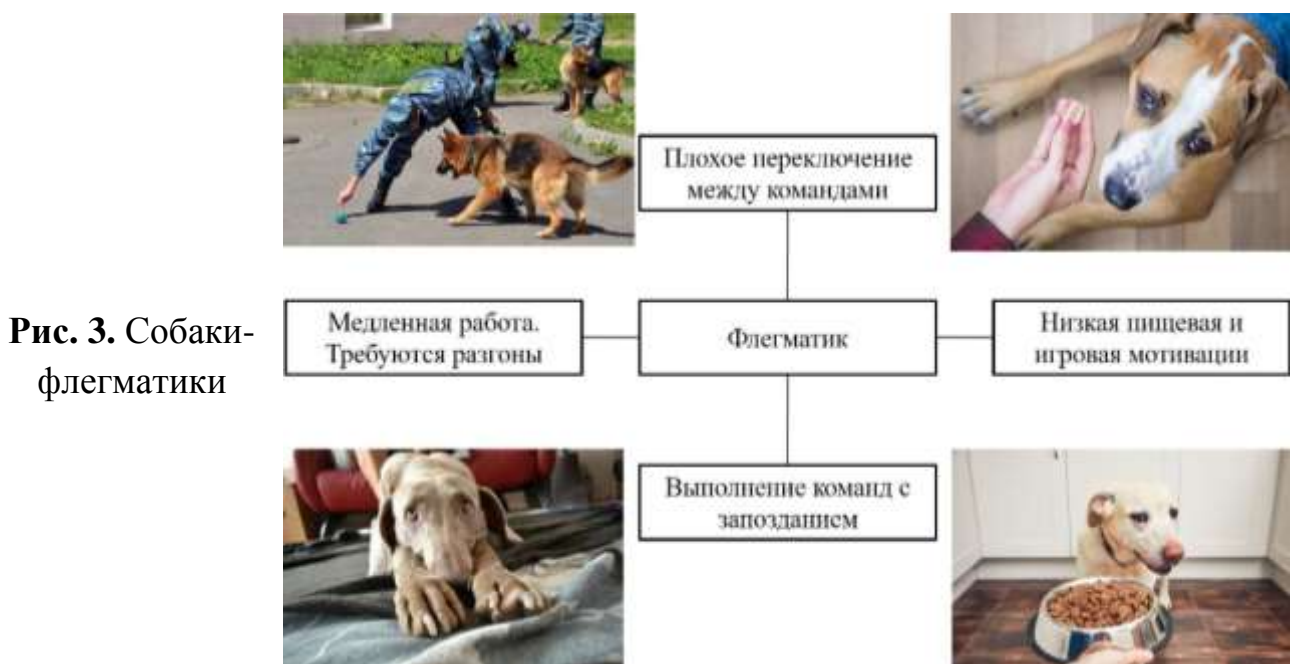 Плохое переключение
между командами
Рис. 3. Собаки-
флегматики
Медленная работа.
Требуются разгоны
Флегматик
Низкая пищевая и
игровая мотивации
Выполнение команд с
запозданием